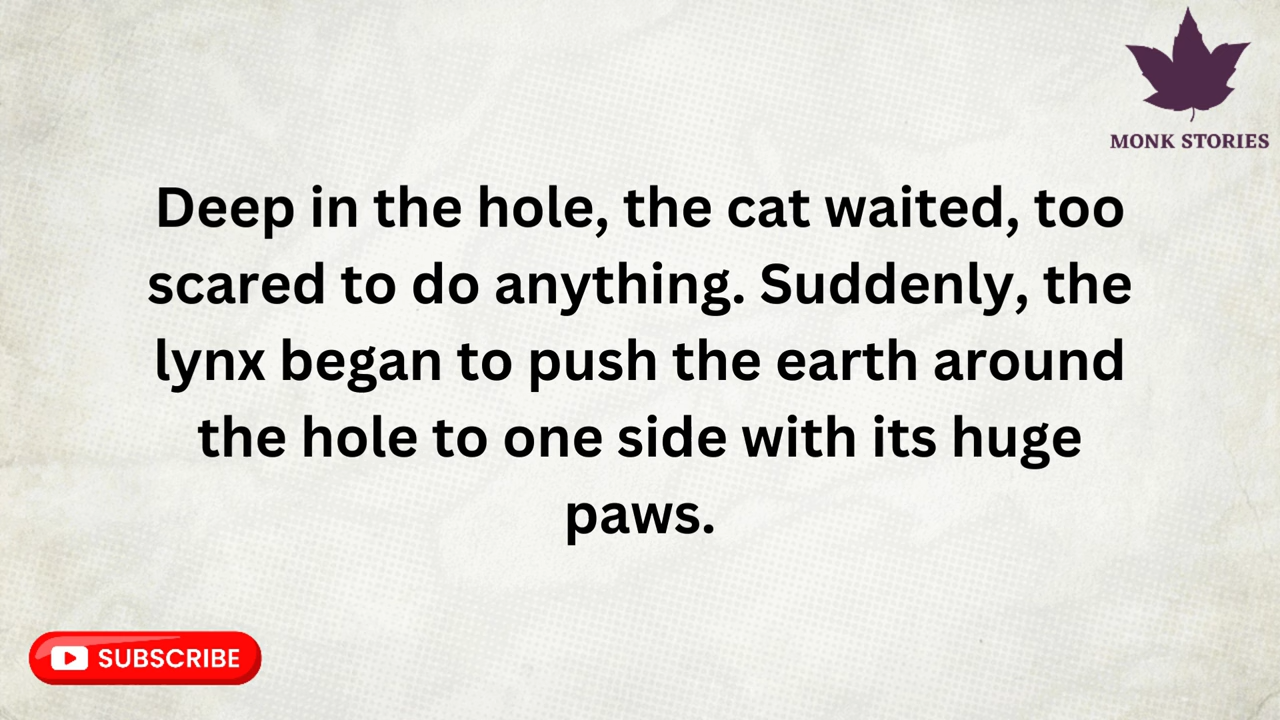 MONK STORIES
Deep in the hole, the cat waited, too
scared to do anything. Suddenly, the
lynx began to push the earth around
the hole to one side with its huge
paws.
SUBSCRIBE